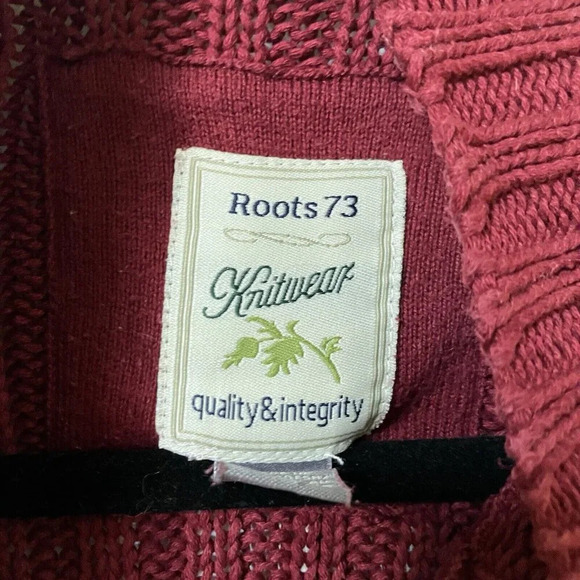 Roots 73
Knitwear
quality & integrity